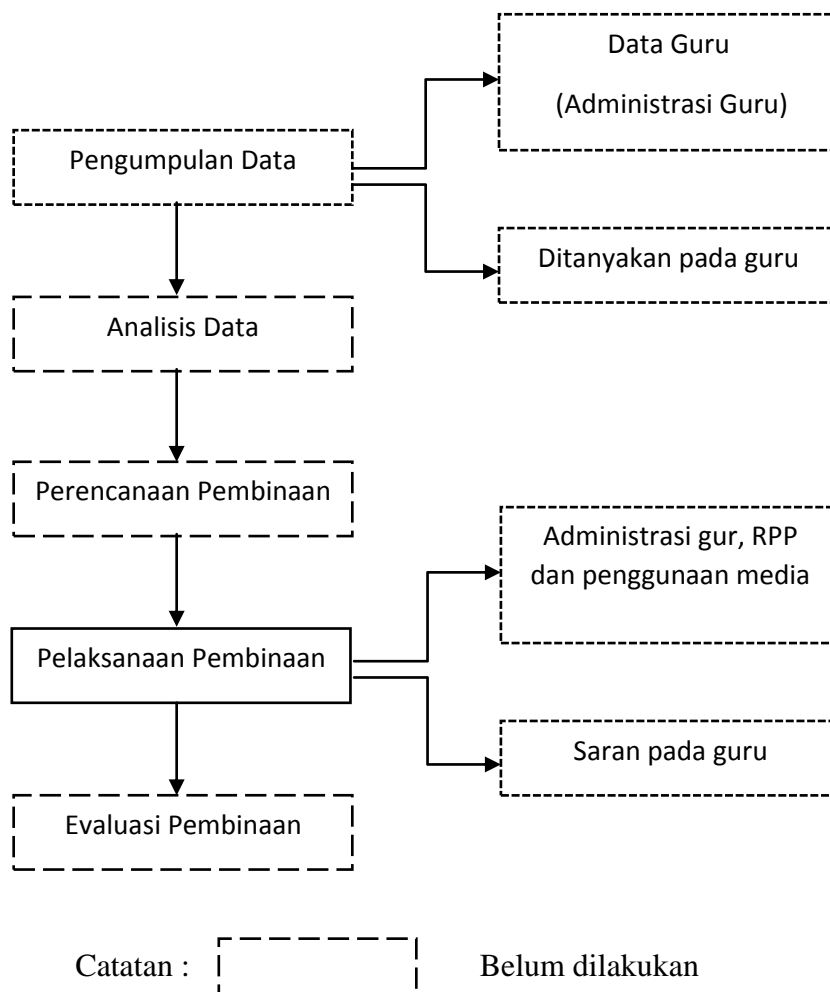 Data Guru
(Administrasi Guru)
Pengumpulan Data
Ditanyakan pada guru
Analisis Data
Perencanaan Pembinaan
Administrasi gur, RPP
dan penggunaan media
Pelaksanaan Pembinaan
Saran pada guru
Evaluasi Pembinaan
Catatan : Belum dilakukan